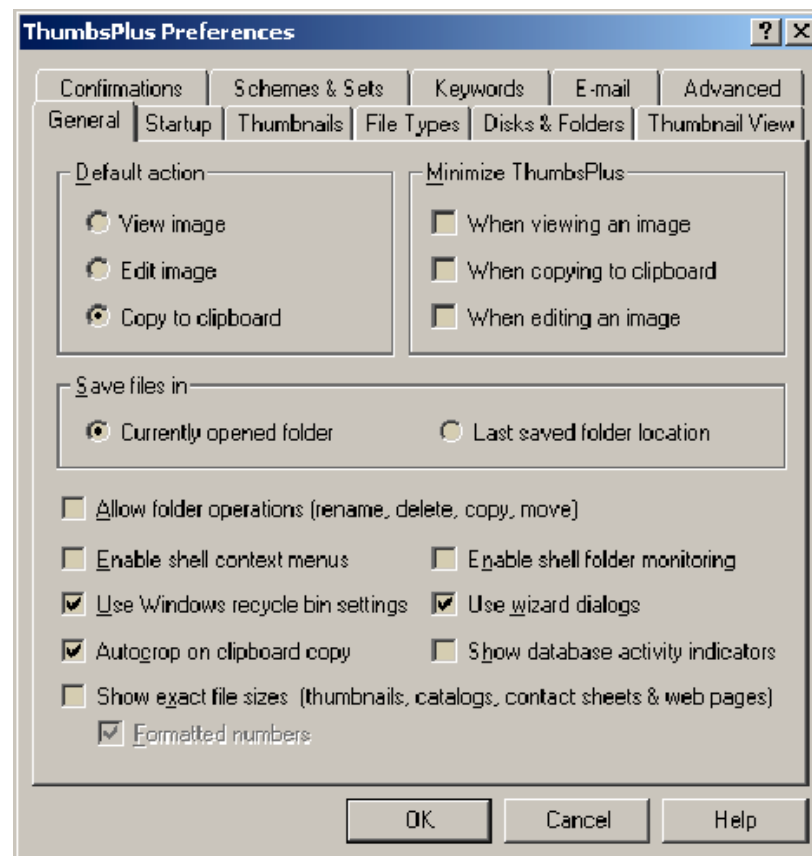 ThumbsPlus Preferences
Confirmations Schemes & Sets Keywords E-mail Advanced
General Startup Thumbnails File Types Disks & Folders Thumbnail View
Default action Minimize ThumbsPlus
View image When viewing an image
Edit image When copying to clipboard
Copy to clipboard When editing an image
Save files in
Currently opened folder Last saved folder location
Allow folder operations (rename, delete, copy, move)
Enable shell context menus Enable shell folder monitoring
Use Windows recycle bin settings Use wizard dialogs
Autocrop on clipboard copy Show database activity indicators
Show exact file sizes (thumbnails, catalogs, contact sheets & web pages)
Formatted numbers
OK Cancel Help